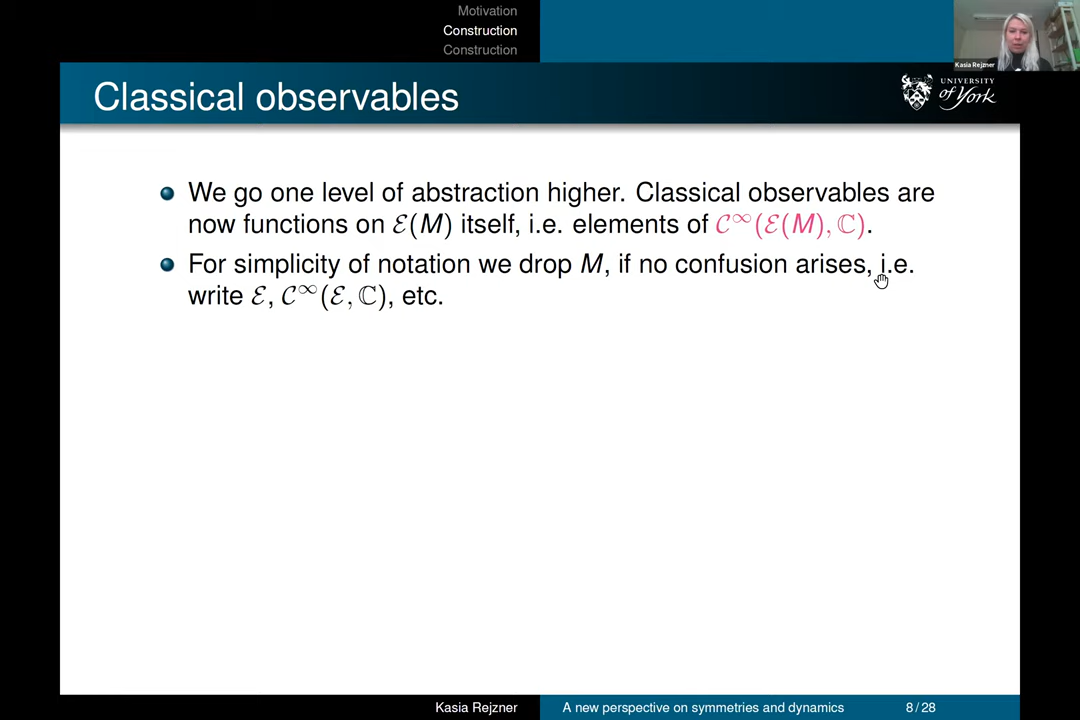 Motivation
Construction
Construction
Kasia Rejzner
Classical observables
UNIVERSITY
of York
We go one level of abstraction higher. Classical observables are
now functions on ℰ(M) itself, i.e. elements of 𝒞^∞(ℰ(M), ℂ).
For simplicity of notation we drop M, if no confusion arises, i.e.
write ℰ, 𝒞^∞(ℰ, ℂ), etc.
Kasia Rejzner
A new perspective on symmetries and dynamics
8 / 28